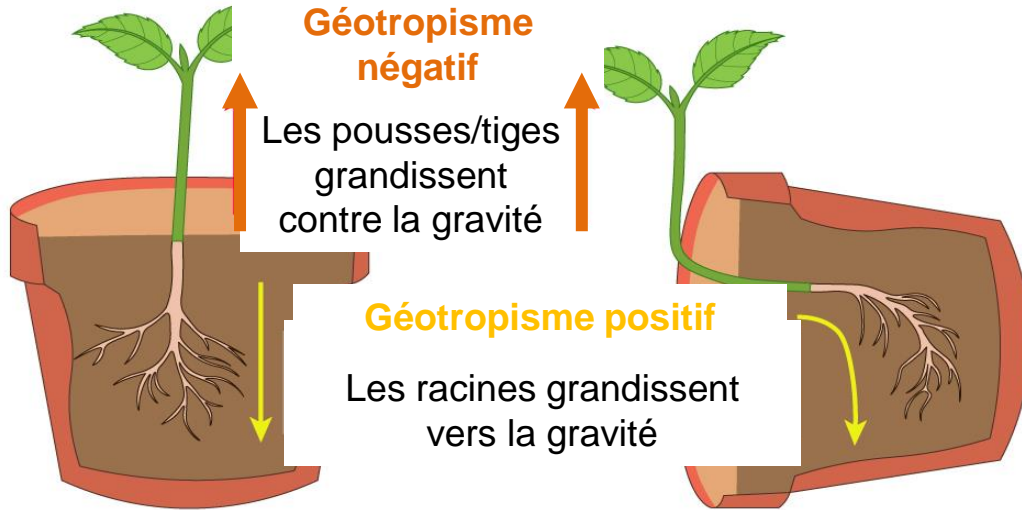 Géotropisme
négatif
Les pousses/tiges
grandissent
contre la gravité
Géotropisme positif
Les racines grandissent
vers la gravité